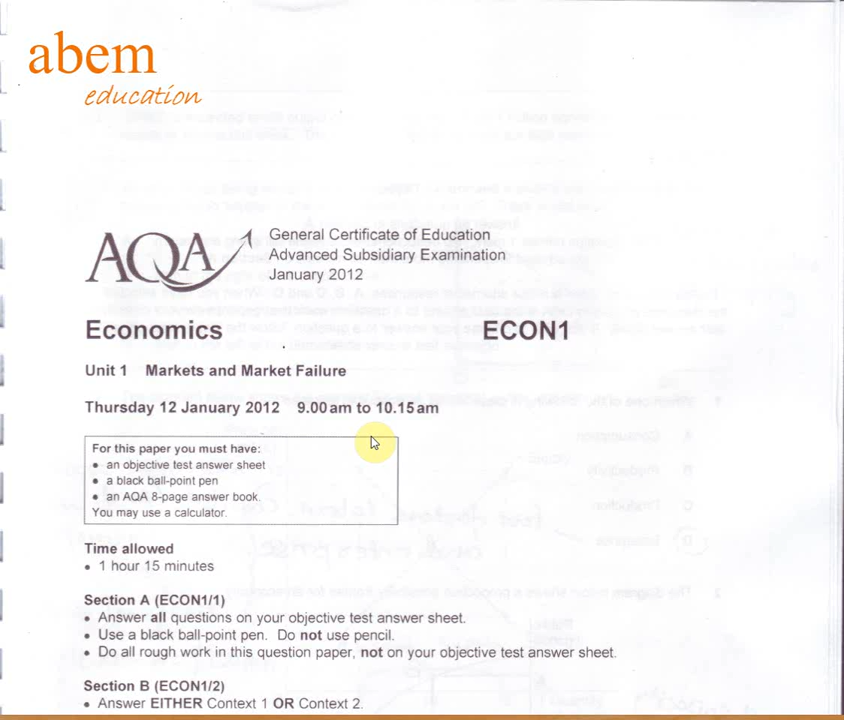 abem
education
AQA
General Certificate of Education
Advanced Subsidiary Examination
January 2012
Economics ECON1
Unit 1 Markets and Market Failure
Thursday 12 January 2012 9.00 am to 10.15 am
For this paper you must have:
• an objective test answer sheet
• a black ball-point pen
• an AQA 8-page answer book.
You may use a calculator.
Time allowed
• 1 hour 15 minutes
Section A (ECON1/1)
• Answer all questions on your objective test answer sheet.
• Use a black ball-point pen. Do not use pencil.
• Do all rough work in this question paper, not on your objective test answer sheet.
Section B (ECON1/2)
• Answer EITHER Context 1 OR Context 2.